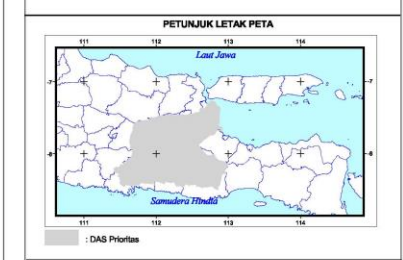 PETUNJUK LETAK PETA
111 112 113 114
Laut Jawa
-7 -7
-8 -8
Samudera Hindia
111 112 113 114
: DAS Prioritas